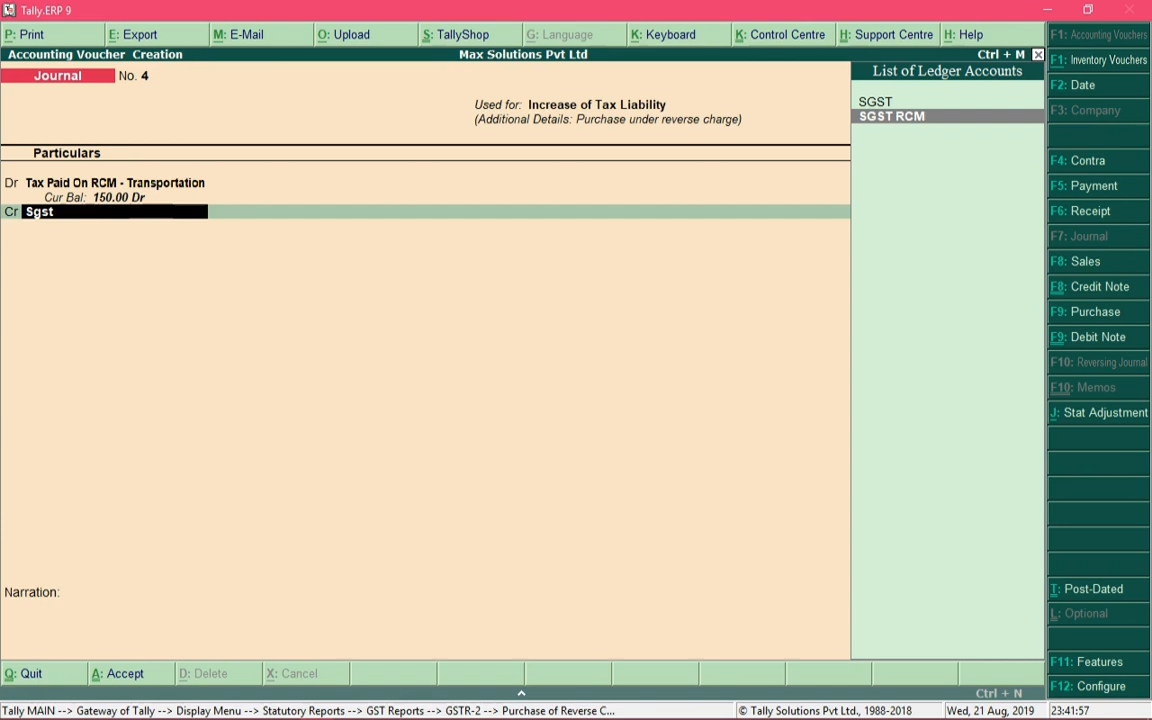 Tally.ERP 9
P: Print E: Export M: E-Mail O: Upload S: TallyShop G: Language K: Keyboard K: Control Centre H: Support Centre H: Help
F1: Accounting Vouchers
Accounting Voucher Creation Max Solutions Pvt Ltd Ctrl + M
F1: Inventory Vouchers
Journal No. 4
List of Ledger Accounts
F2: Date
Used for: Increase of Tax Liability
SGST
(Additional Details: Purchase under reverse charge)
SGST RCM
F3: Company
Particulars
F4: Contra
Dr Tax Paid On RCM - Transportation
F5: Payment
Cur Bal: 150.00 Dr
Cr Sgst
F6: Receipt
F7: Journal
F8: Sales
F8: Credit Note
F9: Purchase
F9: Debit Note
F10: Reversing Journal
F10: Memos
J: Stat Adjustment
Narration:
T: Post-Dated
L: Optional
F11: Features
Q: Quit A: Accept D: Delete X: Cancel
F12: Configure
Ctrl + N
Tally MAIN --> Gateway of Tally --> Display Menu --> Statutory Reports --> GST Reports --> GSTR-2 --> Purchase of Reverse C... © Tally Solutions Pvt Ltd., 1988-2018 Wed, 21 Aug, 2019 23:41:57